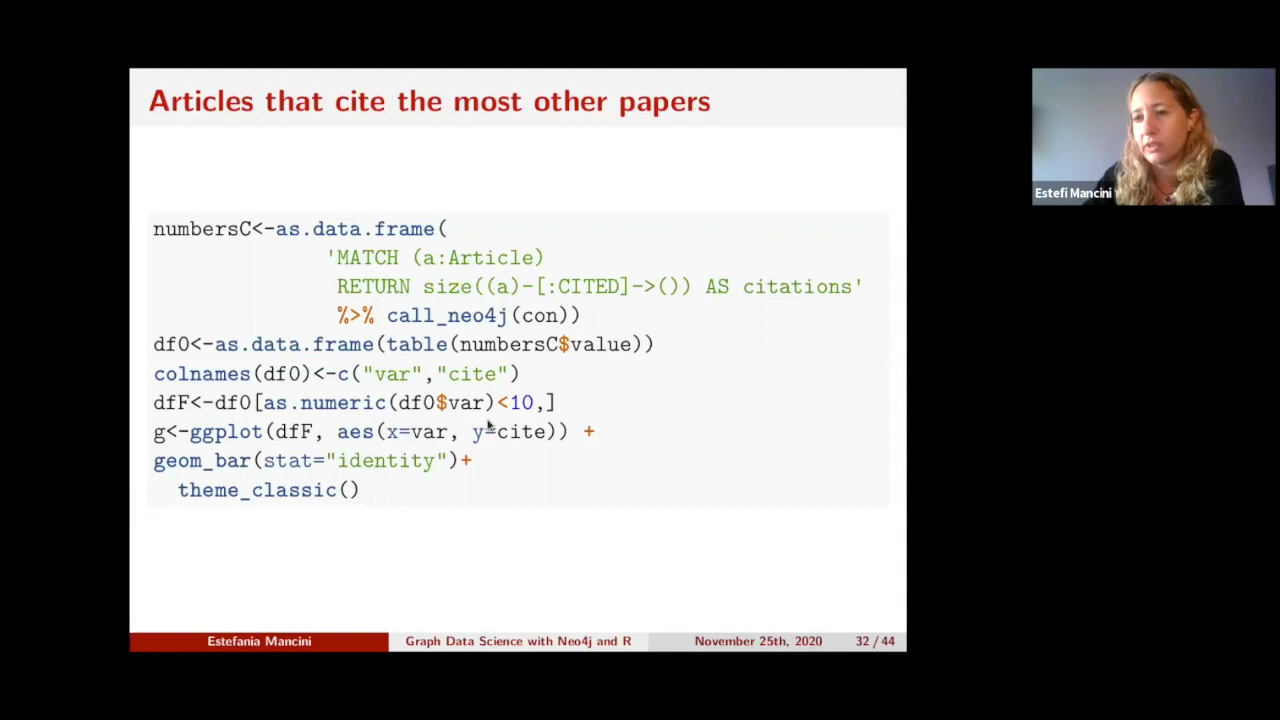 Articles that cite the most other papers
numbersC<-as.data.frame(
'MATCH (a:Article)
RETURN size((a)-[:CITED]->()) AS citations'
%>% call_neo4j(con))
df0<-as.data.frame(table(numbersC$value))
colnames(df0)<-c("var","cite")
dfF<-df0[as.numeric(df0$var)<10,]
g<-ggplot(dfF, aes(x=var, y=cite)) +
geom_bar(stat="identity")+
theme_classic()
Estefania Mancini
Graph Data Science with Neo4j and R
November 25th, 2020
32 / 44
Estefi Mancini